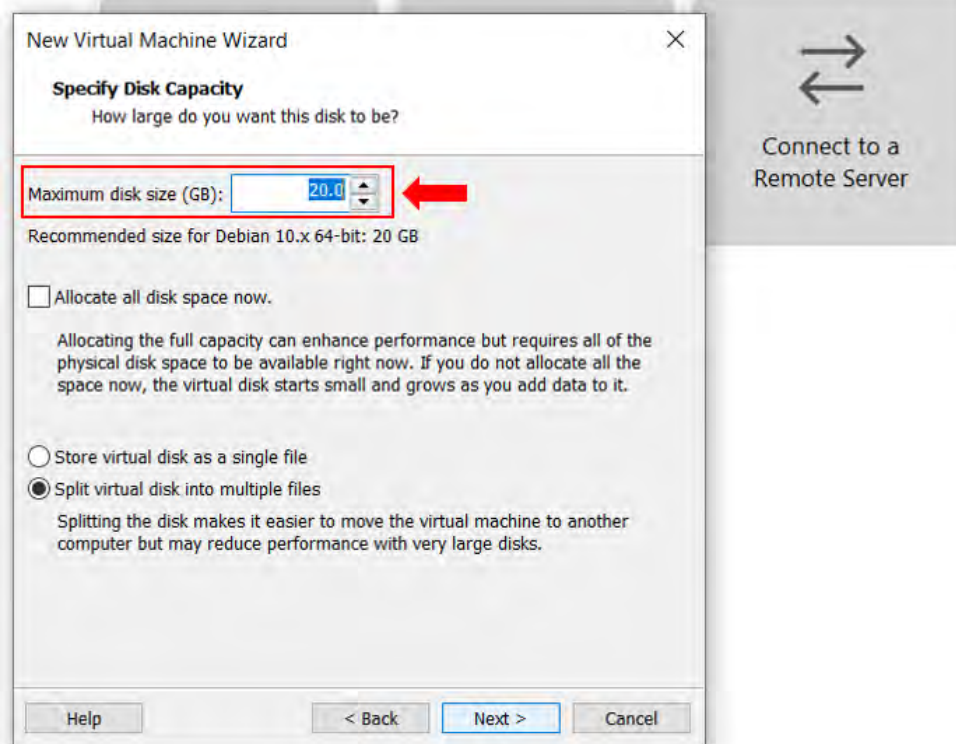 New Virtual Machine Wizard
Specify Disk Capacity
How large do you want this disk to be?
Maximum disk size (GB): 20.0
Recommended size for Debian 10.x 64-bit: 20 GB
Allocate all disk space now.
Allocating the full capacity can enhance performance but requires all of the
physical disk space to be available right now. If you do not allocate all the
space now, the virtual disk starts small and grows as you add data to it.
Store virtual disk as a single file
Split virtual disk into multiple files
Splitting the disk makes it easier to move the virtual machine to another
computer but may reduce performance with very large disks.
Help
< Back
Next >
Cancel
Connect to a
Remote Server